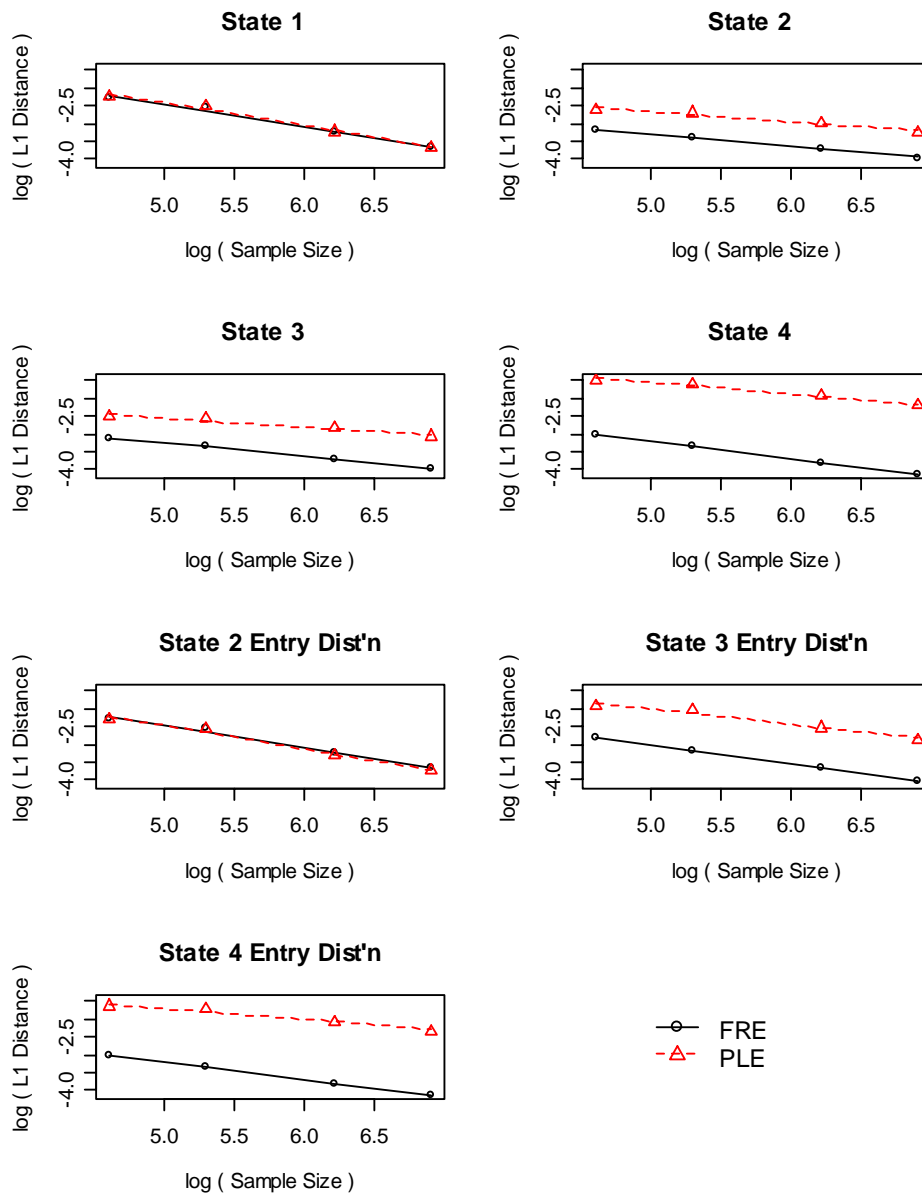 State 1
log ( L1 Distance )
-4.0 -2.5
5.0 5.5 6.0 6.5
log ( Sample Size )
State 2
log ( L1 Distance )
-4.0 -2.5
5.0 5.5 6.0 6.5
log ( Sample Size )
State 3
log ( L1 Distance )
-4.0 -2.5
5.0 5.5 6.0 6.5
log ( Sample Size )
State 4
log ( L1 Distance )
-4.0 -2.5
5.0 5.5 6.0 6.5
log ( Sample Size )
State 2 Entry Dist'n
log ( L1 Distance )
-4.0 -2.5
5.0 5.5 6.0 6.5
log ( Sample Size )
State 3 Entry Dist'n
log ( L1 Distance )
-4.0 -2.5
5.0 5.5 6.0 6.5
log ( Sample Size )
State 4 Entry Dist'n
log ( L1 Distance )
-4.0 -2.5
5.0 5.5 6.0 6.5
log ( Sample Size )
FRE
PLE